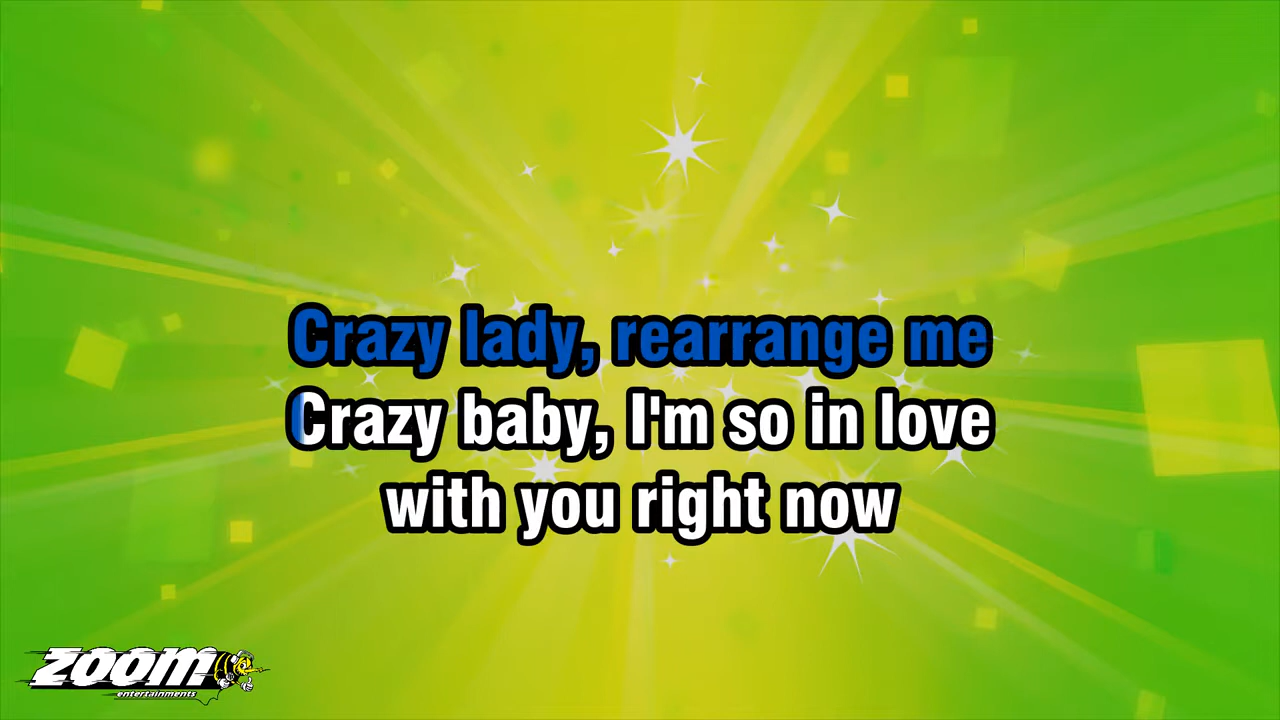 Crazy lady, rearrange me
Crazy baby, I'm so in love
with you right now
zoom
entertainments